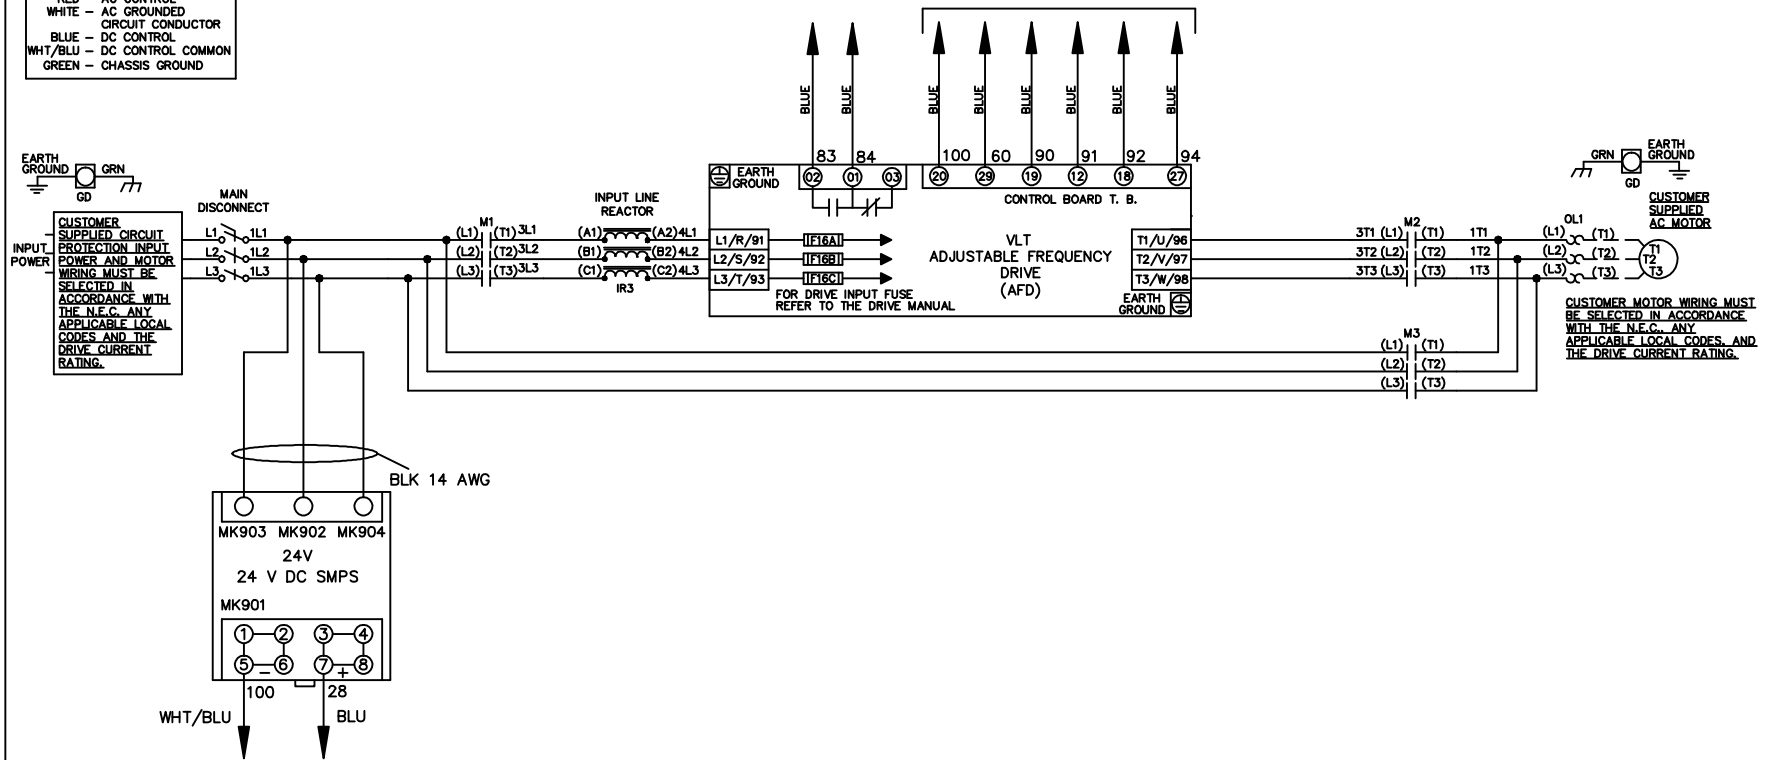 WHITE – AC GROUNDED
CIRCUIT CONDUCTOR
BLUE – DC CONTROL
WHT/BLU – DC CONTROL COMMON
GREEN – CHASSIS GROUND
BLUE BLUE BLUE BLUE BLUE BLUE BLUE BLUE
83 84 100 60 90 91 92 94
02 01 03 20 29 19 12 18 27
EARTH
GROUND
CONTROL BOARD T. B.
EARTH
GROUND
GRN
GD
GRN
EARTH
GROUND
GD
CUSTOMER
SUPPLIED
AC MOTOR
MAIN
DISCONNECT
INPUT LINE
REACTOR
INPUT
POWER
CUSTOMER
SUPPLIED CIRCUIT
PROTECTION INPUT
POWER AND MOTOR
WIRING MUST BE
SELECTED IN
ACCORDANCE WITH
THE N.E.C. ANY
APPLICABLE LOCAL
CODES AND THE
DRIVE CURRENT
RATING.
M1
M2
OL1
L1 1L1 (L1) (T1) 3L1 (A1) (A2) 4L1 L1/R/91 F16A T1/U/96 3T1 (L1) (T1) 1T1 (L1) (T1) T1
L2 1L2 (L2) (T2) 3L2 (B1) (B2) 4L2 L2/S/92 F16B T2/V/97 3T2 (L2) (T2) 1T2 (L2) (T2) T2
L3 1L3 (L3) (T3) 3L3 (C1) (C2) 4L3 L3/T/93 F16C T3/W/98 3T3 (L3) (T3) 1T3 (L3) (T3) T3
IR3
VLT
ADJUSTABLE FREQUENCY
DRIVE
(AFD)
FOR DRIVE INPUT FUSE
REFER TO THE DRIVE MANUAL
EARTH
GROUND
CUSTOMER MOTOR WIRING MUST
BE SELECTED IN ACCORDANCE
WITH THE N.E.C., ANY
APPLICABLE LOCAL CODES, AND
THE DRIVE CURRENT RATING.
M3
(L1) (T1)
(L2) (T2)
(L3) (T3)
BLK 14 AWG
MK903 MK902 MK904
24V
24 V DC SMPS
MK901
1 2 3 4
5 6 7 8
– +
100 28
WHT/BLU BLU